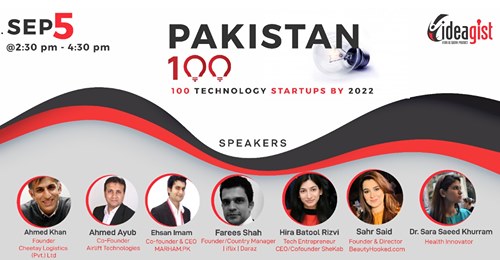 SEP 5
@2:30 pm - 4:30 pm
PAKISTAN
100
100 TECHNOLOGY STARTUPS BY 2022
ideagist
SPEAKERS
Ahmed Khan
Founder
Cheetay Logistics
(Pvt) Ltd
Ahmed Ayub
Co-Founder
Airlift Technologies
Ehsan Imam
Co-founder & CEO
MARHAM.PK
Farees Shah
Founder/Country Manager
| iflix | Daraz
Hira Batool Rizvi
Tech Entrepreneur
CEO/Cofounder SheKab
Sahr Said
Founder & Director
BeautyHooked.com
Dr. Sara Saeed Khurram
Health Innovator